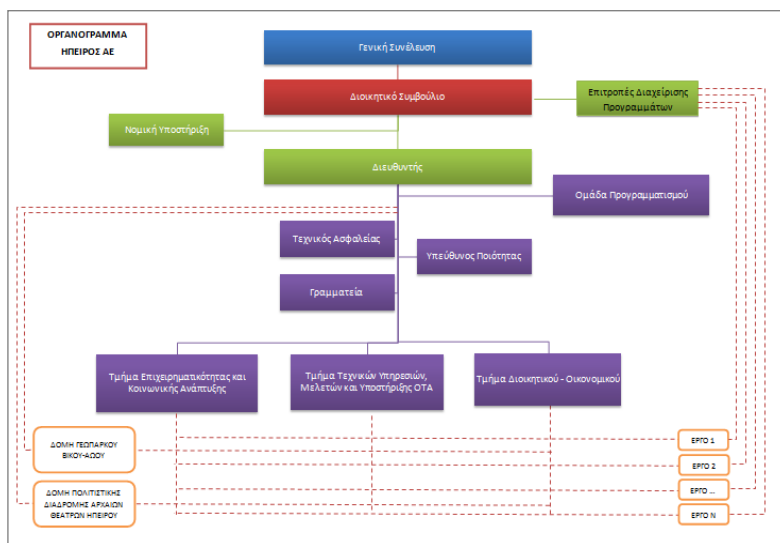 ΟΡΓΑΝΟΓΡΑΜΜΑ
ΗΠΕΙΡΟΣ ΑΕ
Γενική Συνέλευση
Διοικητικό Συμβούλιο
Επιτροπές Διαχείρισης
Προγραμμάτων
Νομική Υποστήριξη
Διευθυντής
Ομάδα Προγραμματισμού
Τεχνικός Ασφαλείας
Υπεύθυνος Ποιότητας
Γραμματεία
Τμήμα Επιχειρηματικότητας και
Κοινωνικής Ανάπτυξης
Τμήμα Τεχνικών Υπηρεσιών,
Μελετών και Υποστήριξης ΟΤΑ
Τμήμα Διοικητικού - Οικονομικού
ΔΟΜΗ ΓΕΩΠΑΡΚΟΥ
ΒΙΚΟΥ-ΑΩΟΥ
ΔΟΜΗ ΠΟΛΙΤΙΣΤΙΚΗΣ
ΔΙΑΔΡΟΜΗΣ ΑΡΧΑΙΩΝ
ΘΕΑΤΡΩΝ ΗΠΕΙΡΟΥ
ΕΡΓΟ 1
ΕΡΓΟ 2
ΕΡΓΟ ...
ΕΡΓΟ Ν